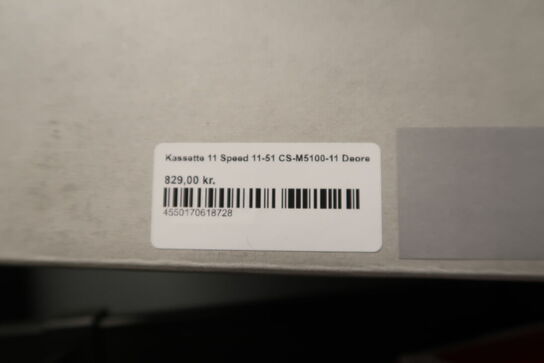 Kassette 11 Speed 11-51 CS-M5100-11 Deore
829,00 kr.
4550170618728